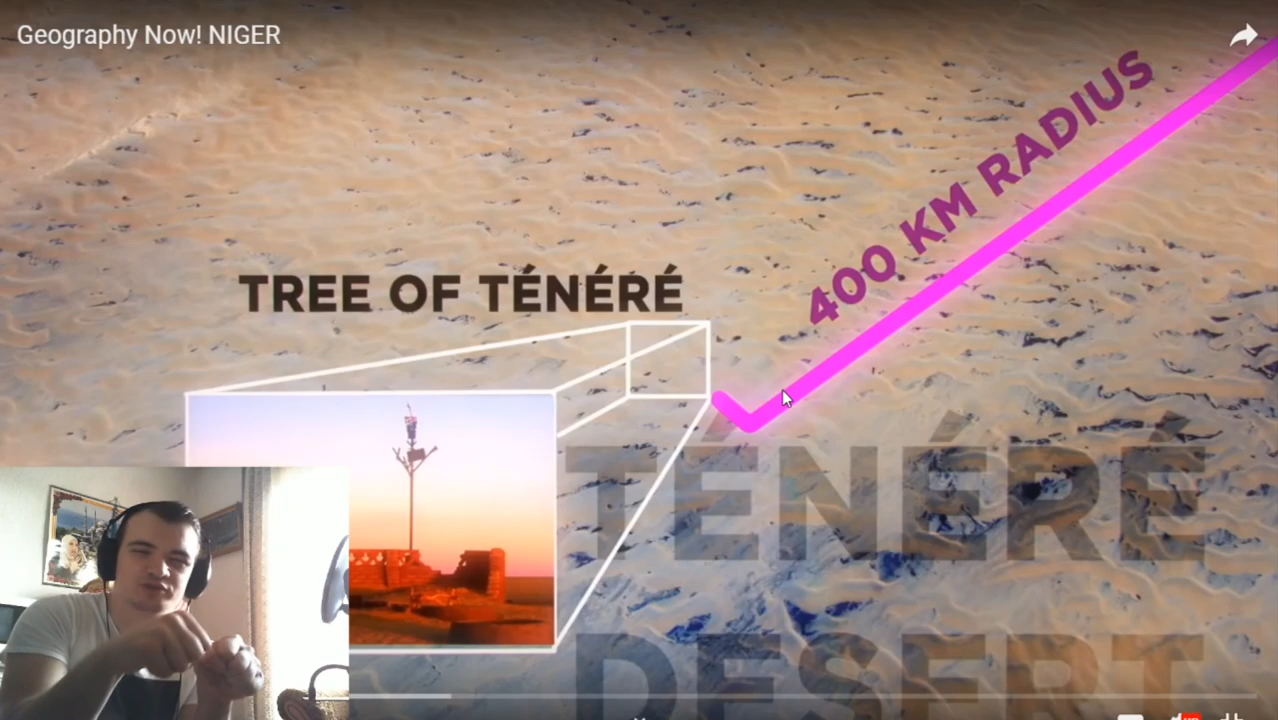 Geography Now! NIGER
400 KM RADIUS
TREE OF TÉNÉRÉ
TÉNÉRÉ
DESERT